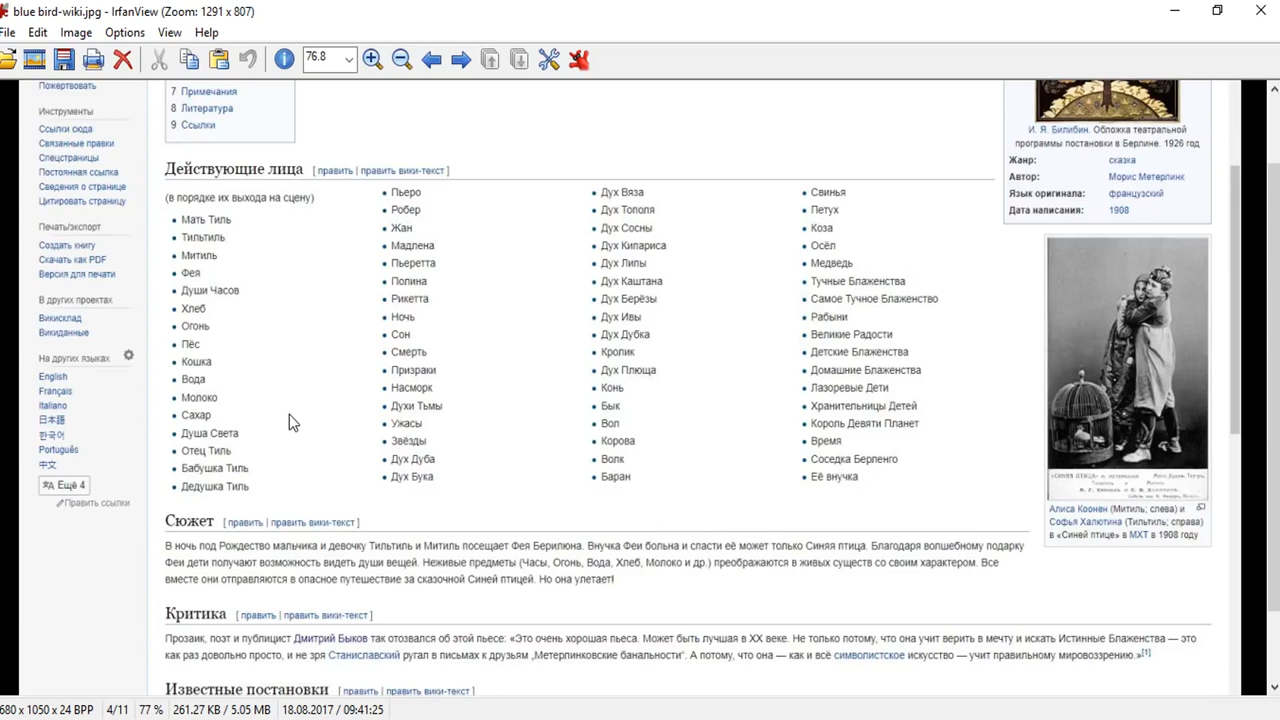 blue bird-wiki.jpg - IrfanView (Zoom: 1291 x 807)
File Edit Image Options View Help
76.8
Пожертвовать
Инструменты
Ссылки сюда
Связанные правки
Спецстраницы
Постоянная ссылка
Сведения о странице
Цитировать страницу
Печать/экспорт
Создать книгу
Скачать как PDF
Версия для печати
В других проектах
Викисклад
Викиданные
На других языках
English
Français
Italiano
日本語
한국어
Português
中文
Ещё 4
Править ссылки
7 Примечания
8 Литература
9 Ссылки
Действующие лица [ править | править вики-текст ]
(в порядке их выхода на сцену)
Мать Тиль
Тильтиль
Митиль
Фея
Души Часов
Хлеб
Огонь
Пёс
Кошка
Вода
Молоко
Сахар
Душа Света
Отец Тиль
Бабушка Тиль
Дедушка Тиль
Пьеро
Робер
Жан
Мадлена
Пьеретта
Полина
Рикетта
Ночь
Сон
Смерть
Призраки
Насморк
Духи Тьмы
Ужасы
Звёзды
Дух Дуба
Дух Бука
Дух Вяза
Дух Тополя
Дух Сосны
Дух Кипариса
Дух Липы
Дух Каштана
Дух Берёзы
Дух Ивы
Дух Дубка
Кролик
Дух Плюща
Конь
Бык
Вол
Корова
Волк
Баран
Свинья
Петух
Коза
Осёл
Медведь
Тучные Блаженства
Самое Тучное Блаженство
Рабыни
Великие Радости
Детские Блаженства
Домашние Блаженства
Лазоревые Дети
Хранительницы Детей
Король Девяти Планет
Время
Соседка Берленго
Её внучка
И. Я. Билибин. Обложка театральной
программы постановки в Берлине. 1926 год
Жанр: сказка
Автор: Морис Метерлинк
Язык оригинала: французский
Дата написания: 1908
Алиса Коонен (Митиль; слева) и
Софья Халютина (Тильтиль; справа)
в «Синей птице» в МХТ в 1908 году
Сюжет [ править | править вики-текст ]
В ночь под Рождество мальчика и девочку Тильтиль и Митиль посещает Фея Берилюна. Внучка Феи больна и спасти её может только Синяя птица. Благодаря волшебному подарку
Феи дети получают возможность видеть души вещей. Неживые предметы (Часы, Огонь, Вода, Хлеб, Молоко и др.) преображаются в живых существ со своим характером. Все
вместе они отправляются в опасное путешествие за сказочной Синей птицей. Но она улетает!
Критика [ править | править вики-текст ]
Прозаик, поэт и публицист Дмитрий Быков так отозвался об этой пьесе: «Это очень хорошая пьеса. Может быть лучшая в XX веке. Не только потому, что она учит верить в мечту и искать Истинные Блаженства — это
как раз довольно просто, и не зря Станиславский ругал в письмах к друзьям „Метерлинковские банальности“. А потому, что она — как и всё символистское искусство — учит правильному мировоззрению.»[1]
Известные постановки [ править | править вики-текст ]
680 x 1050 x 24 BPP 4/11 77 % 261.27 KB / 5.05 MB 18.08.2017 / 09:41:25